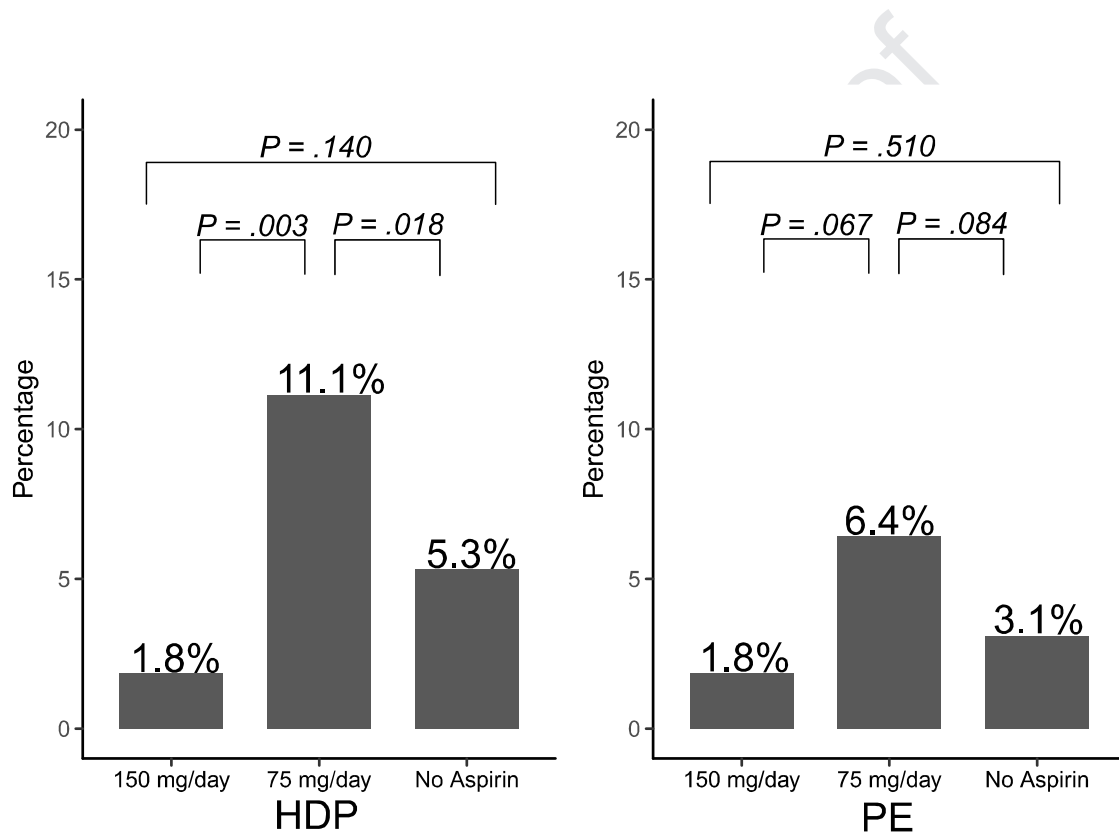 of
20
15
10
5
0
Percentage
P = .140
P = .003
P = .018
11.1%
5.3%
1.8%
150 mg/day
75 mg/day
No Aspirin
HDP
20
15
10
5
0
Percentage
P = .510
P = .067
P = .084
6.4%
3.1%
1.8%
150 mg/day
75 mg/day
No Aspirin
PE